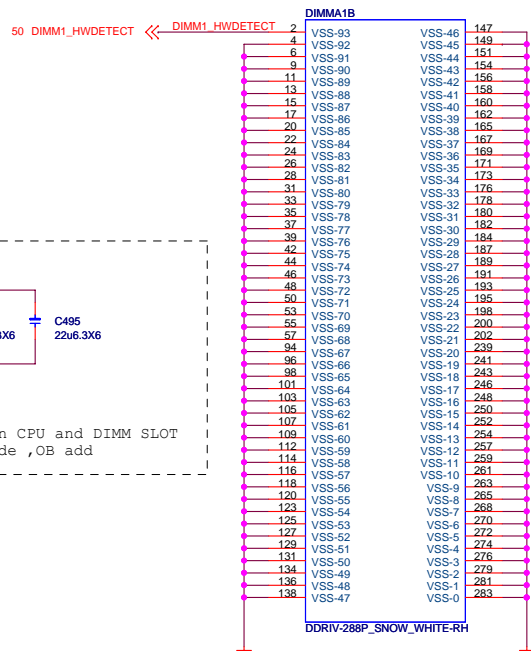 DIMMA1B
50 DIMM1_HWDETECT DIMM1_HWDETECT 2 VSS-93 VSS-46 147
4 VSS-92 VSS-45 149
6 VSS-91 VSS-44 151
9 VSS-90 VSS-43 154
11 VSS-89 VSS-42 156
13 VSS-88 VSS-41 158
15 VSS-87 VSS-40 160
17 VSS-86 VSS-39 162
20 VSS-85 VSS-38 165
22 VSS-84 VSS-37 167
24 VSS-83 VSS-36 169
26 VSS-82 VSS-35 171
28 VSS-81 VSS-34 173
31 VSS-80 VSS-33 176
33 VSS-79 VSS-32 178
35 VSS-78 VSS-31 180
37 VSS-77 VSS-30 182
39 VSS-76 VSS-29 184
42 VSS-75 VSS-28 187
44 VSS-74 VSS-27 189
46 VSS-73 VSS-26 191
48 VSS-72 VSS-25 193
50 VSS-71 VSS-24 195
53 VSS-70 VSS-23 198
55 VSS-69 VSS-22 200
57 VSS-68 VSS-21 202
94 VSS-67 VSS-20 239
96 VSS-66 VSS-19 241
98 VSS-65 VSS-18 243
101 VSS-64 VSS-17 246
103 VSS-63 VSS-16 248
105 VSS-62 VSS-15 250
107 VSS-61 VSS-14 252
109 VSS-60 VSS-13 254
112 VSS-59 VSS-12 257
114 VSS-58 VSS-11 259
116 VSS-57 VSS-10 261
118 VSS-56 VSS-9 263
120 VSS-55 VSS-8 265
123 VSS-54 VSS-7 268
125 VSS-53 VSS-6 270
127 VSS-52 VSS-5 272
129 VSS-51 VSS-4 274
131 VSS-50 VSS-3 276
134 VSS-49 VSS-2 279
136 VSS-48 VSS-1 281
138 VSS-47 VSS-0 283
DDRIV-288P_SNOW_WHITE-RH
C495
X6 22u6.3X6
n CPU and DIMM SLOT
de ,OB add